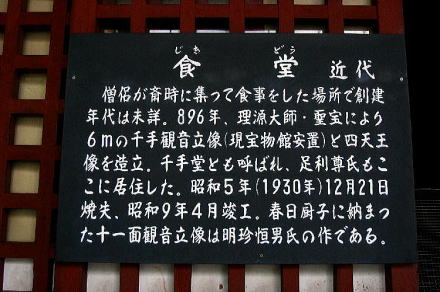 じき どう
食堂 近代
僧侶が斉時に集って食事をした場所で創建
年代は未詳。896年、理源大師・聖宝により
6mの千手観音立像(現宝物館安置)と四天王
像を造立。千手堂とも呼ばれ、足利尊氏もこ
こに居住した。昭和5年(1930年)12月21日
焼失、昭和9年4月竣工。春日厨子に納まっ
た十一面観音立像は明珍恒男氏の作である。